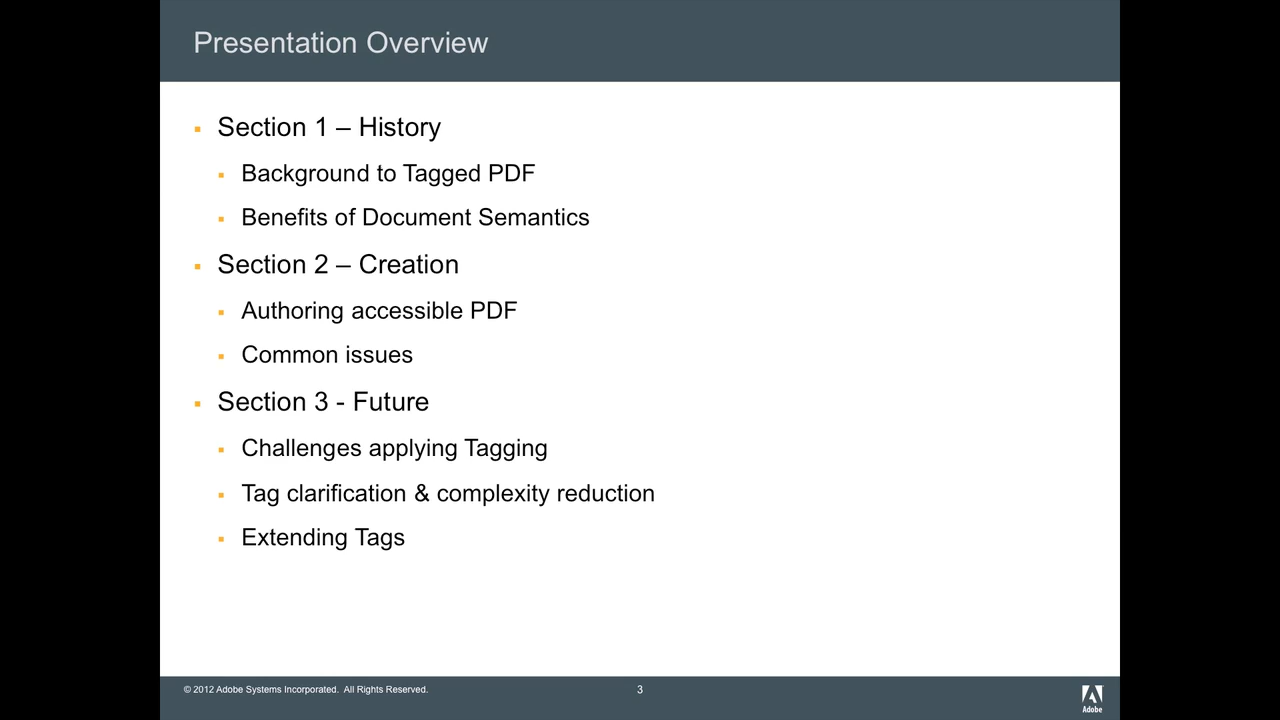 Presentation Overview
Section 1 – History
Background to Tagged PDF
Benefits of Document Semantics
Section 2 – Creation
Authoring accessible PDF
Common issues
Section 3 - Future
Challenges applying Tagging
Tag clarification & complexity reduction
Extending Tags
© 2012 Adobe Systems Incorporated. All Rights Reserved.
3
Adobe